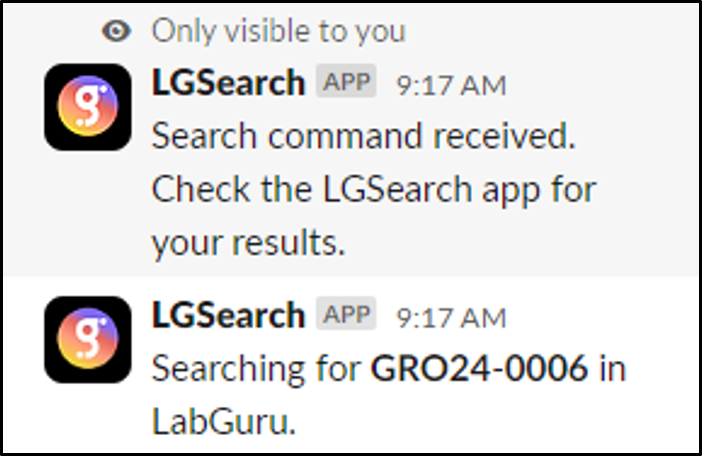 Only visible to you
LGSearch APP 9:17 AM
Search command received.
Check the LGSearch app for
your results.
LGSearch APP 9:17 AM
Searching for GRO24-0006 in
LabGuru.